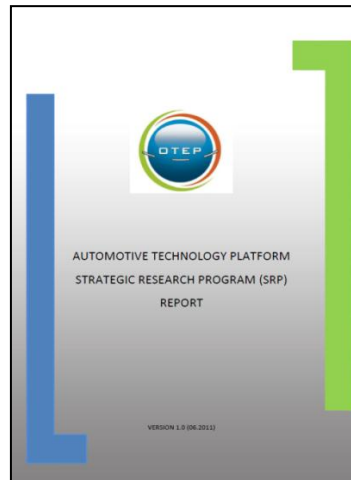 OTEP
AUTOMOTIVE TECHNOLOGY PLATFORM
STRATEGIC RESEARCH PROGRAM (SRP)
REPORT
VERSION 1.0 (06.2011)